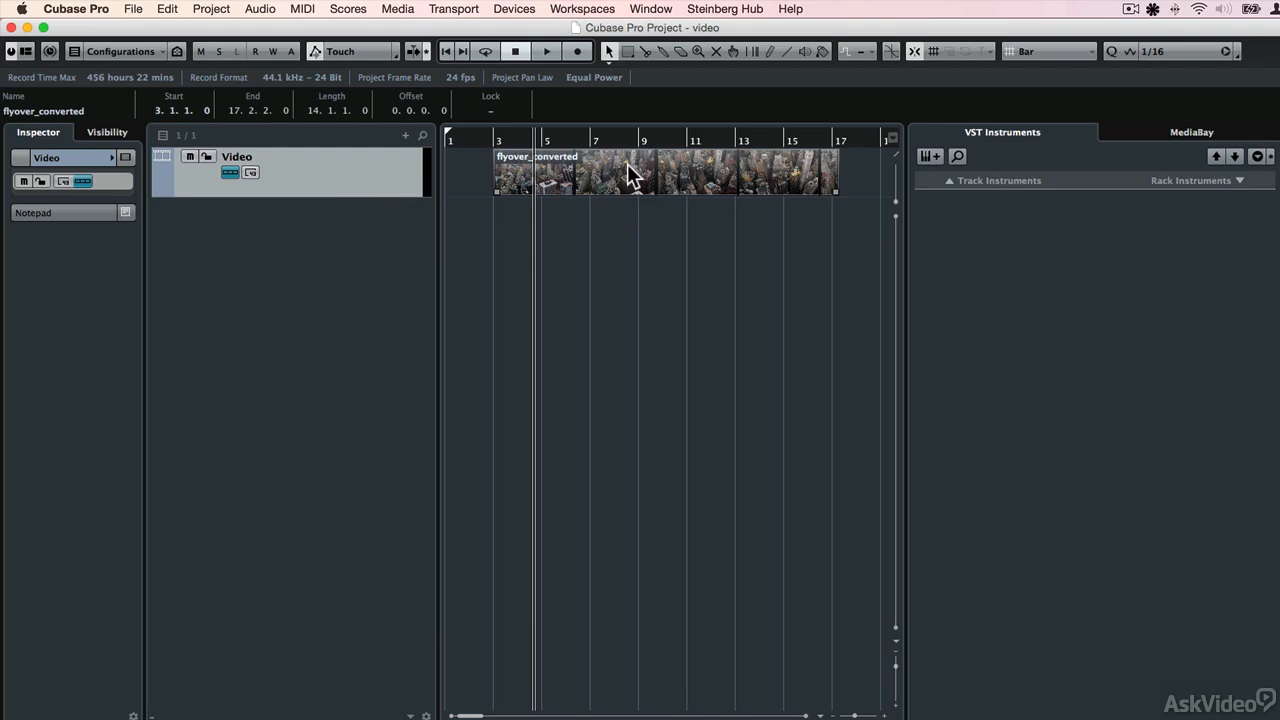 Cubase Pro File Edit Project Audio MIDI Scores Media Transport Devices Workspaces Window Steinberg Hub Help
Cubase Pro Project - video
Configurations M S L R W A Touch Bar Q 1/16
Record Time Max 456 hours 22 mins Record Format 44.1 kHz - 24 Bit Project Frame Rate 24 fps Project Pan Law Equal Power
Name Start End Length Offset Lock
flyover_converted 3. 1. 1. 0 17. 2. 2. 0 14. 1. 1. 0 0. 0. 0. 0 -
Inspector Visibility 1 / 1 1 3 5 7 9 11 13 15 17 VST Instruments MediaBay
Video m Video flyover_converted
m
Track Instruments Rack Instruments
Notepad
AskVideo